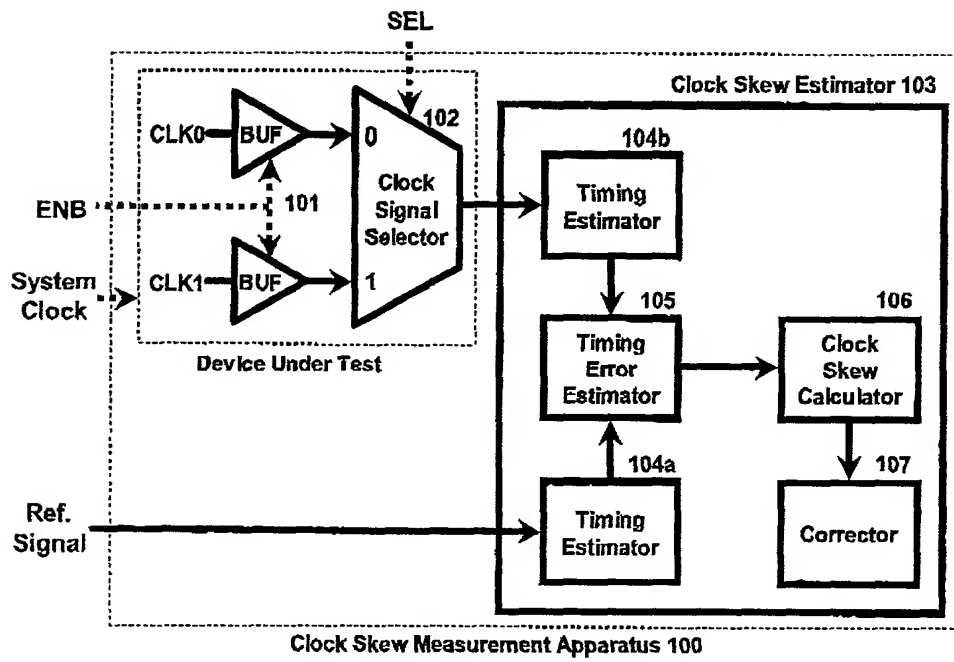 SEL
Clock Skew Estimator 103
CLK0
BUF
0
102
104b
Timing
Estimator
Clock
Signal
Selector
ENB
101
CLK1
BUF
1
System
Clock
105
106
Device Under Test
Timing
Error
Estimator
Clock
Skew
Calculator
104a
107
Ref.
Signal
Timing
Estimator
Corrector
Clock Skew Measurement Apparatus 100